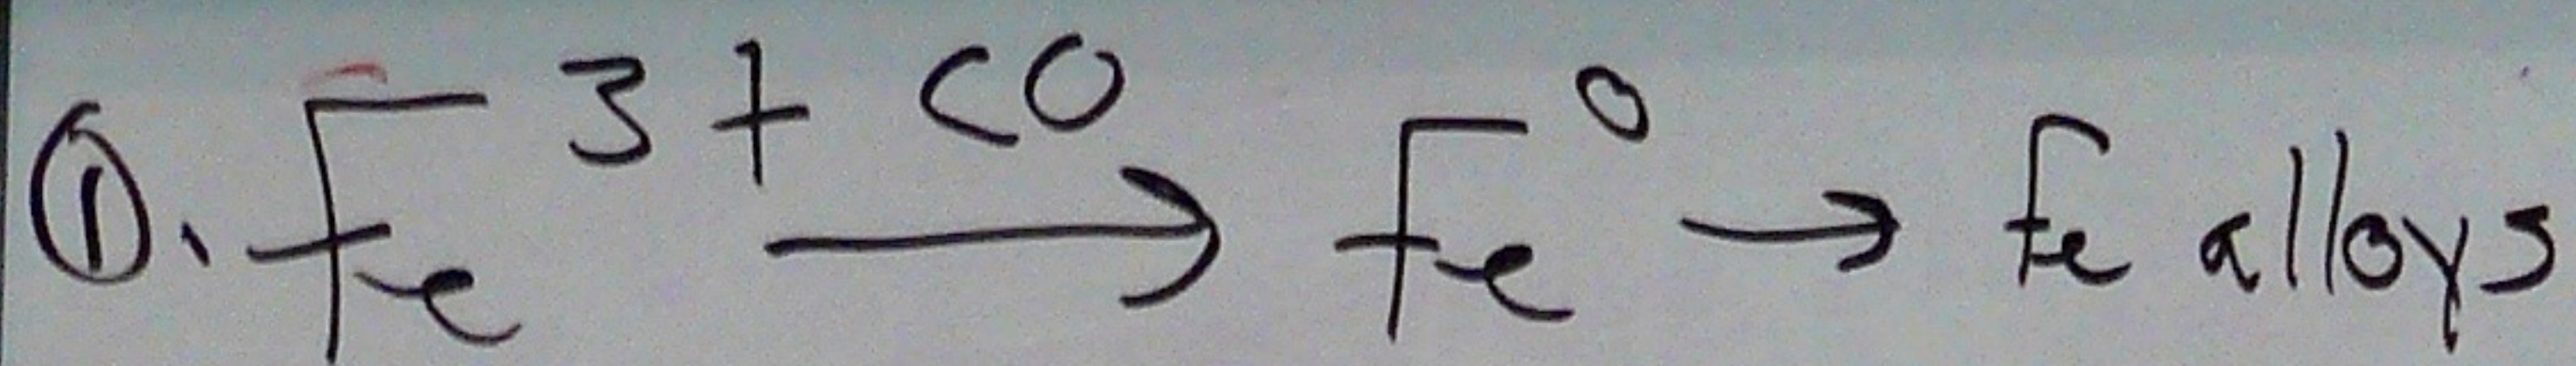 ①. Fe³⁺ CO → Fe⁰ → Fe alloys